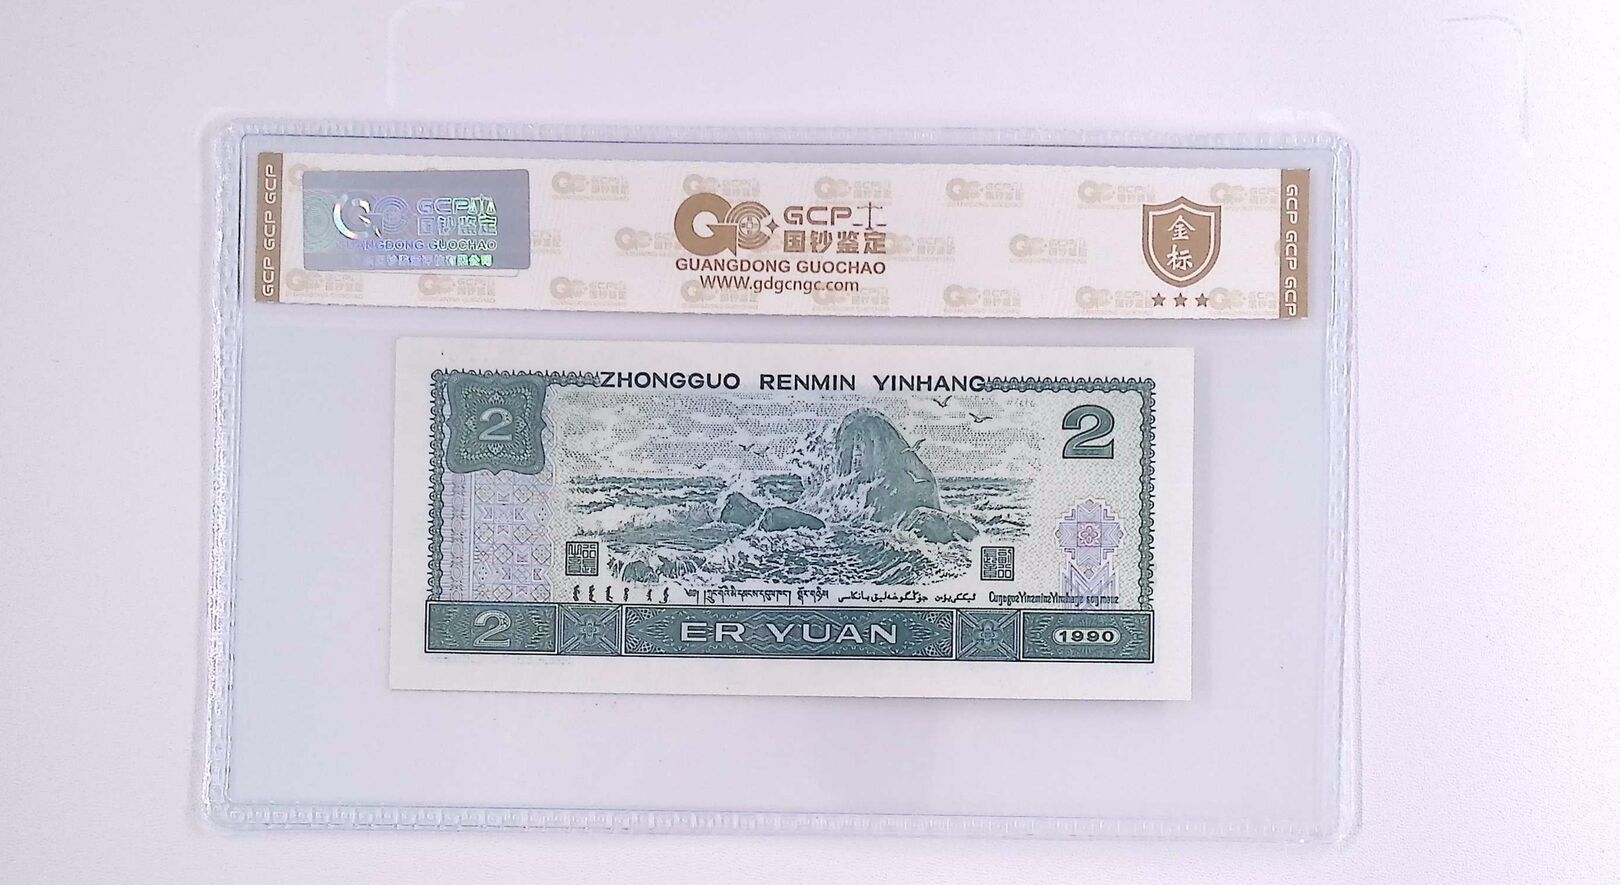 GCP GCP GCP
GCP
国钞鉴定
GUANGDONG GUOCHAO
GCP
国钞鉴定
GUANGDONG GUOCHAO
WWW.gdgcngc.com
金
标
GCP GCP GCP
ZHONGGUO RENMIN YINHANG
2
2
2
ER YUAN
1990